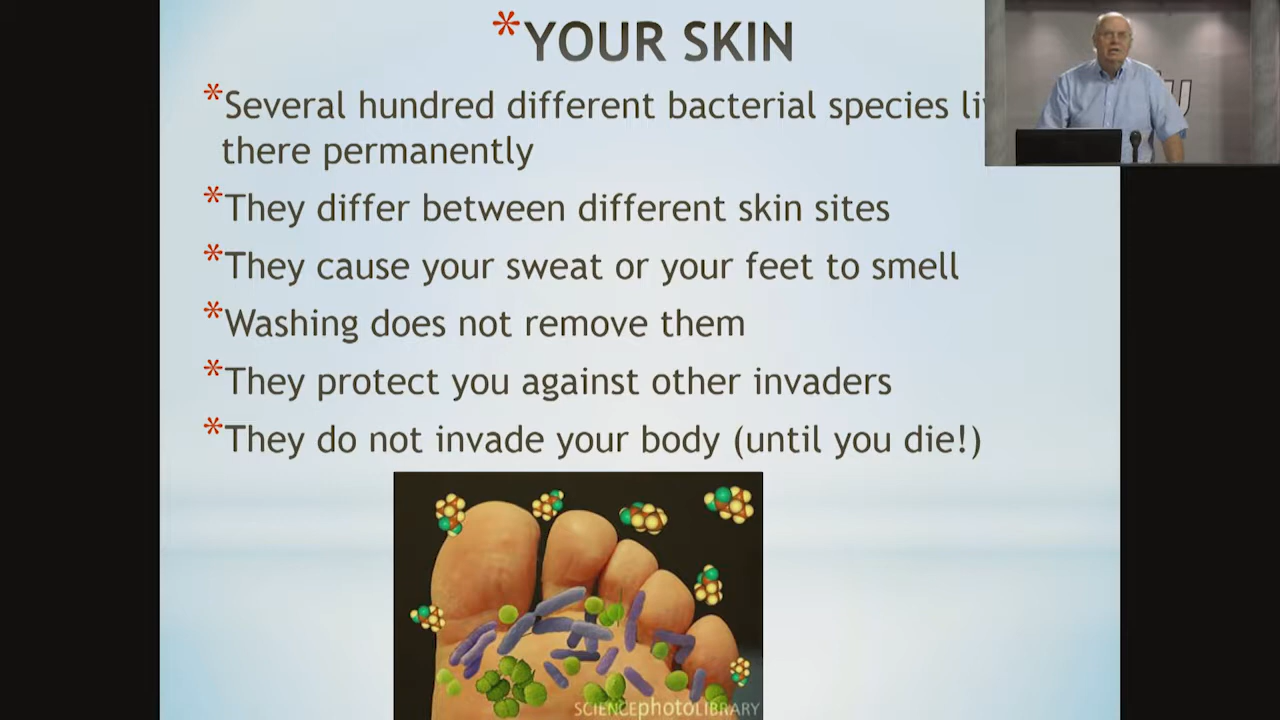 *YOUR SKIN
*Several hundred different bacterial species
there permanently
*They differ between different skin sites
*They cause your sweat or your feet to smell
*Washing does not remove them
*They protect you against other invaders
*They do not invade your body (until you die!)
SCIENCEphotoLIBRARY